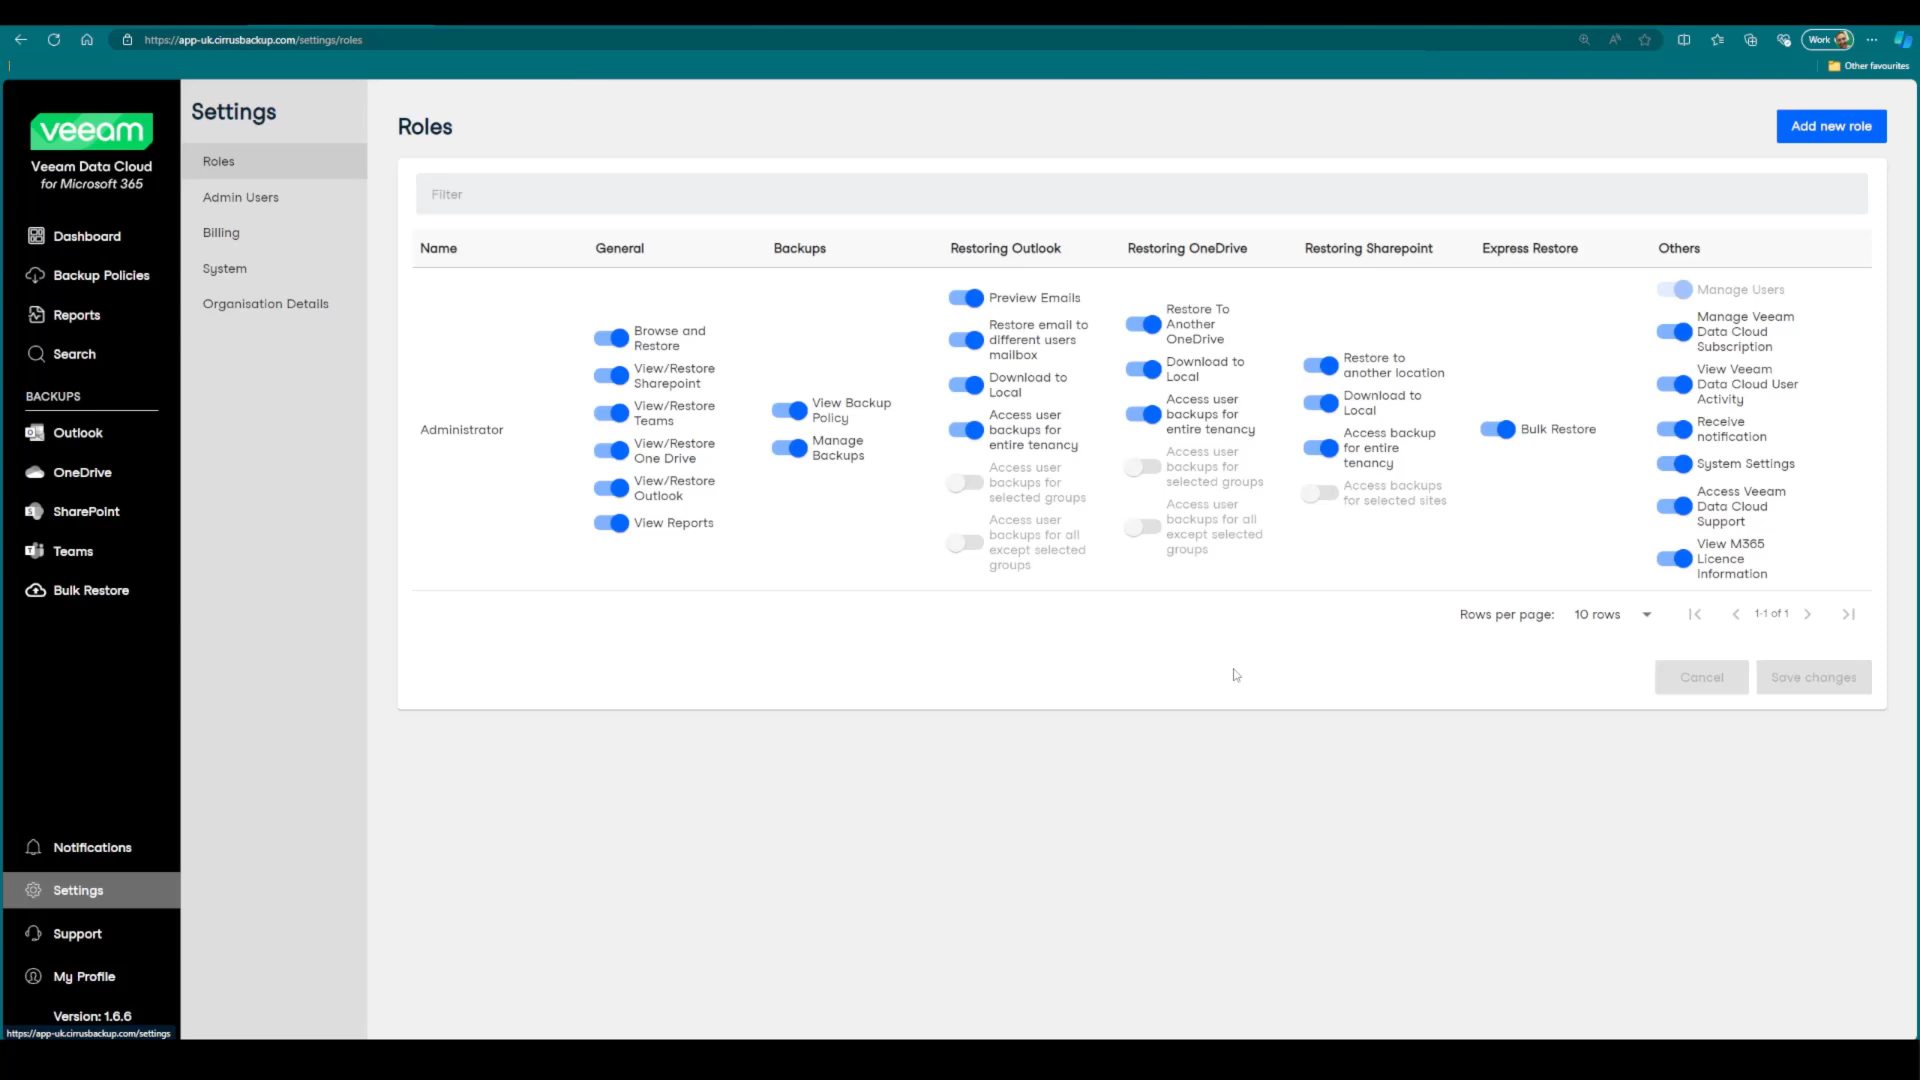 https://app-uk.cirrusbackup.com/settings/roles
Work
Other favourites
veeam
Veeam Data Cloud
for Microsoft 365
Dashboard
Backup Policies
Reports
Search
BACKUPS
Outlook
OneDrive
SharePoint
Teams
Bulk Restore
Notifications
Settings
Support
My Profile
Version: 1.6.6
https://app-uk.cirrusbackup.com/settings
Settings
Roles
Admin Users
Billing
System
Organisation Details
Roles
Add new role
Filter
Name
General
Backups
Restoring Outlook
Restoring OneDrive
Restoring Sharepoint
Express Restore
Others
Administrator
Browse and
Restore
View/Restore
Sharepoint
View/Restore
Teams
View/Restore
One Drive
View/Restore
Outlook
View Reports
View Backup
Policy
Manage
Backups
Preview Emails
Restore email to
different users
mailbox
Download to
Local
Access user
backups for
entire tenancy
Access user
backups for
selected groups
Access user
backups for all
except selected
groups
Restore To
Another
OneDrive
Download to
Local
Access user
backups for
entire tenancy
Access user
backups for
selected groups
Access user
backups for all
except selected
groups
Restore to
another location
Download to
Local
Access backup
for entire
tenancy
Access backups
for selected sites
Bulk Restore
Manage Users
Manage Veeam
Data Cloud
Subscription
View Veeam
Data Cloud User
Activity
Receive
notification
System Settings
Access Veeam
Data Cloud
Support
View M365
Licence
Information
Rows per page:
10 rows
1-1 of 1
Cancel
Save changes